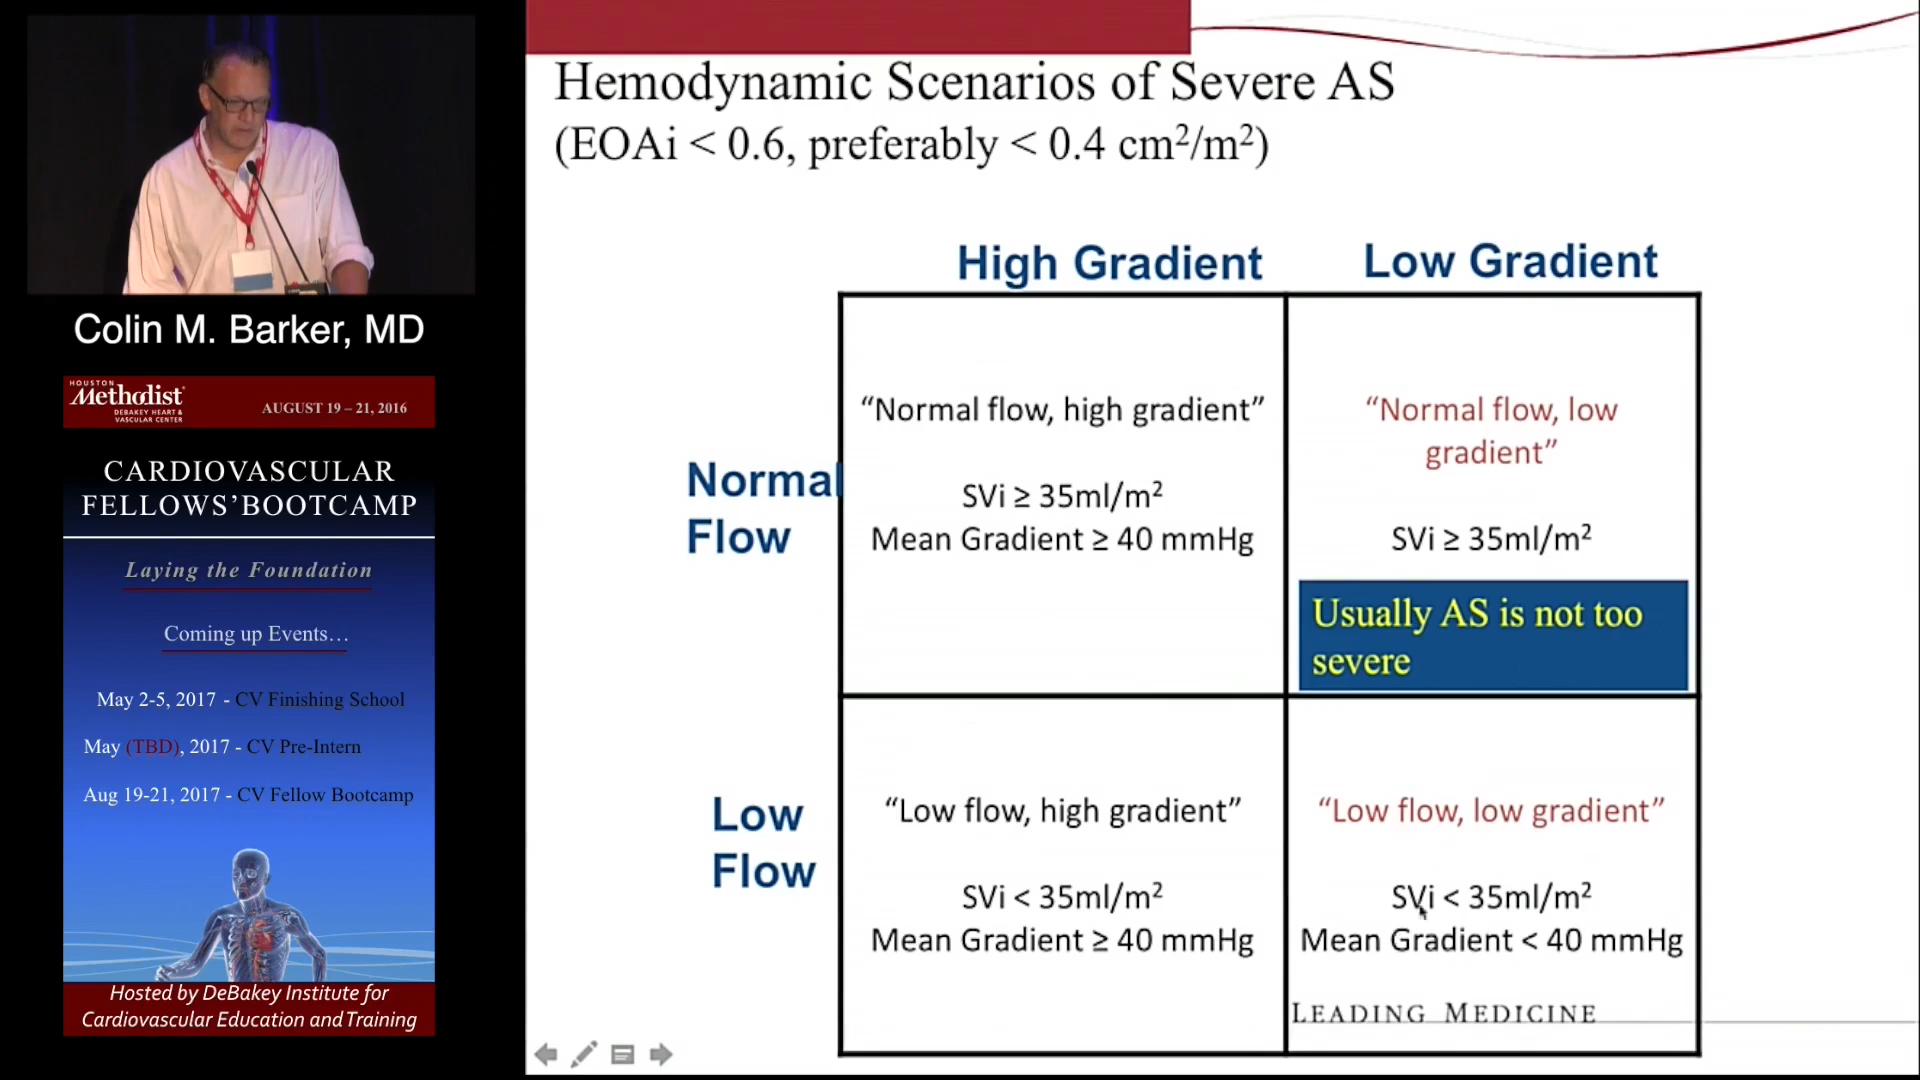 Colin M. Barker, MD
HOUSTON
Methodist
DEBAKEY HEART &
VASCULAR CENTER
AUGUST 19 – 21, 2016
CARDIOVASCULAR
FELLOWS’BOOTCAMP
Laying the Foundation
Coming up Events…
May 2-5, 2017 - CV Finishing School
May (TBD), 2017 - CV Pre-Intern
Aug 19-21, 2017 - CV Fellow Bootcamp
Hosted by DeBakey Institute for
Cardiovascular Education and Training
Hemodynamic Scenarios of Severe AS
(EOAi < 0.6, preferably < 0.4 cm²/m²)
High Gradient
Low Gradient
Normal
Flow
“Normal flow, high gradient”
SVi ≥ 35ml/m²
Mean Gradient ≥ 40 mmHg
“Normal flow, low
gradient”
SVi ≥ 35ml/m²
Usually AS is not too
severe
Low
Flow
“Low flow, high gradient”
SVi < 35ml/m²
Mean Gradient ≥ 40 mmHg
“Low flow, low gradient”
SVi < 35ml/m²
Mean Gradient < 40 mmHg
LEADING MEDICINE